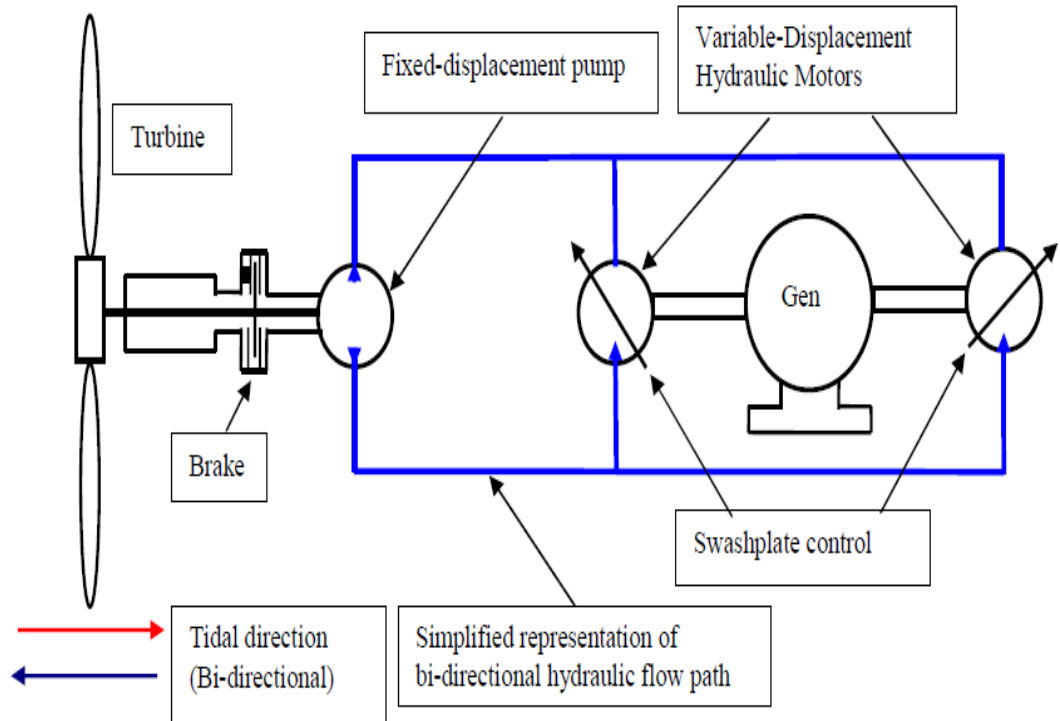 Turbine
Fixed-displacement pump
Variable-Displacement
Hydraulic Motors
Gen
Brake
Swashplate control
Tidal direction
(Bi-directional)
Simplified representation of
bi-directional hydraulic flow path